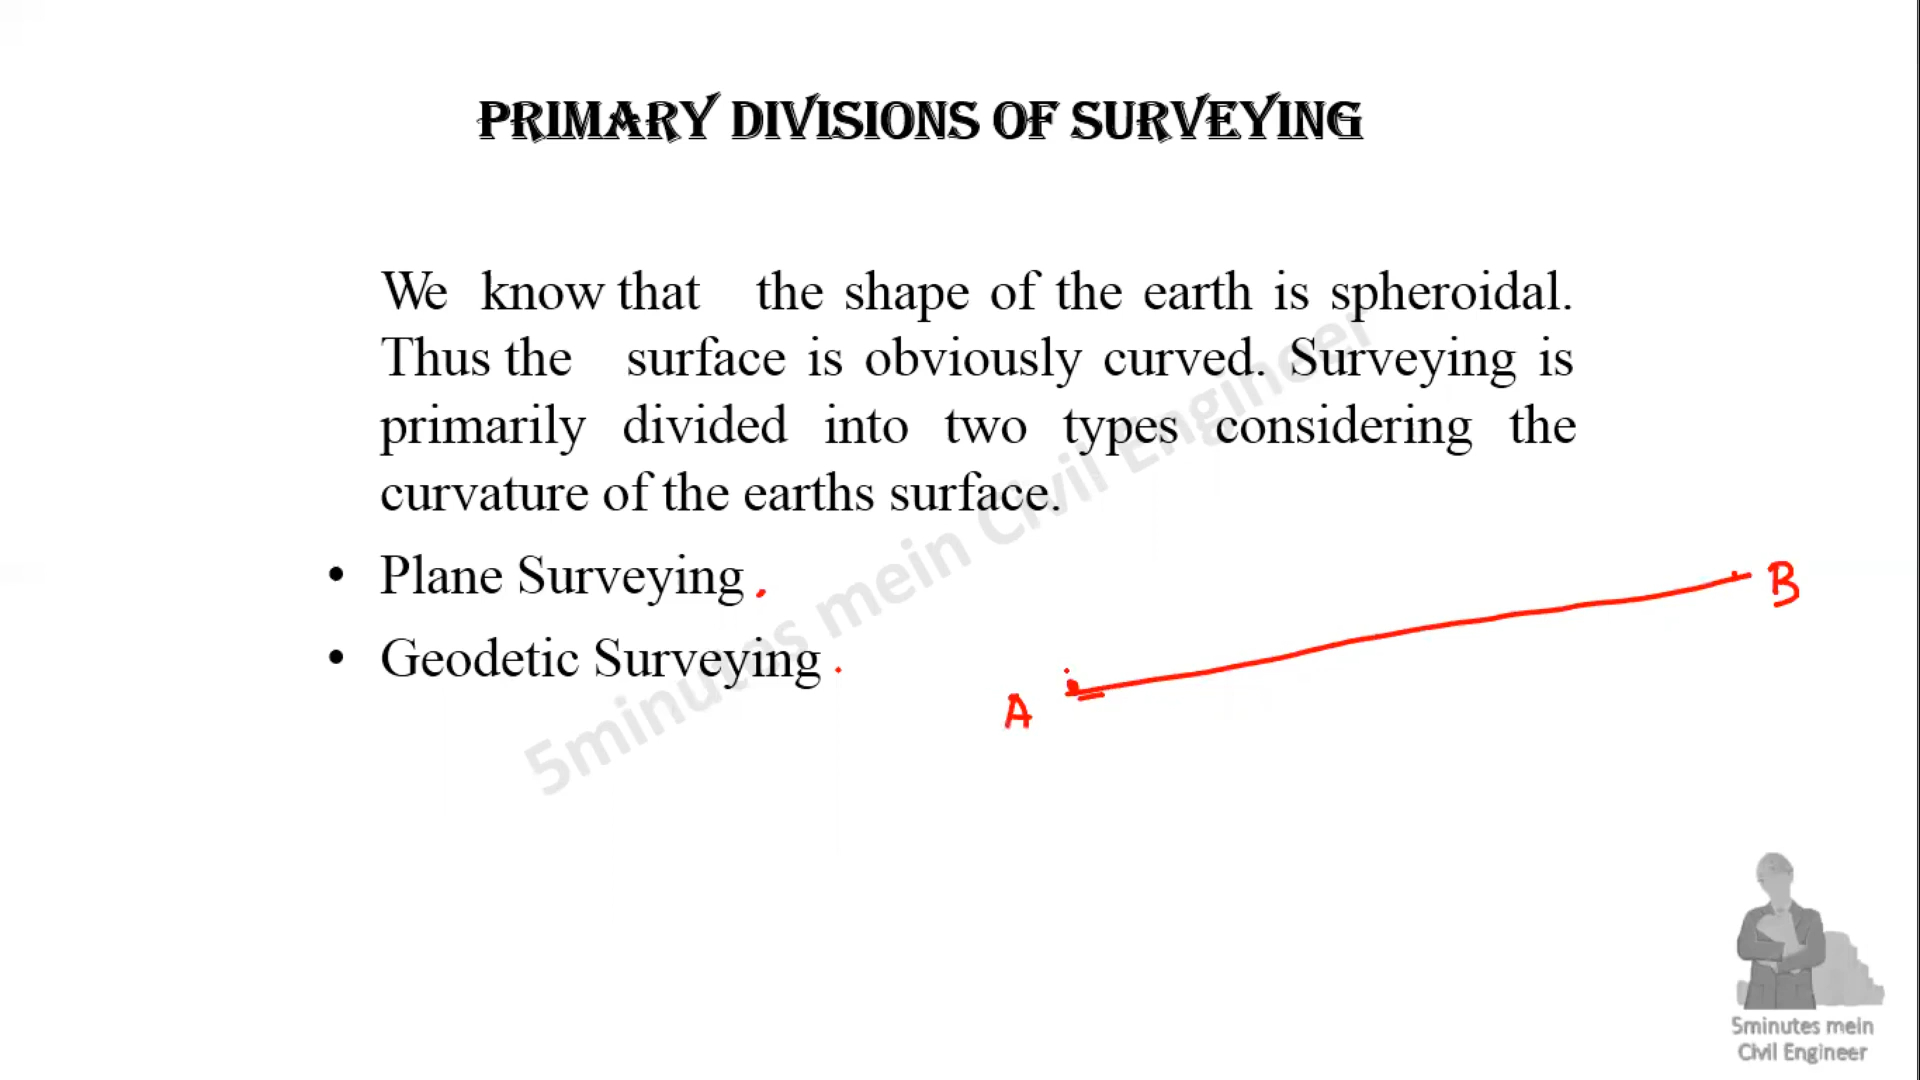 PRIMARY DIVISIONS OF SURVEYING
We know that the shape of the earth is spheroidal.
Thus the surface is obviously curved. Surveying is
primarily divided into two types considering the
curvature of the earths surface.
• Plane Surveying
• Geodetic Surveying
A
B
5minutes mein Civil Engineer
5minutes mein
Civil Engineer